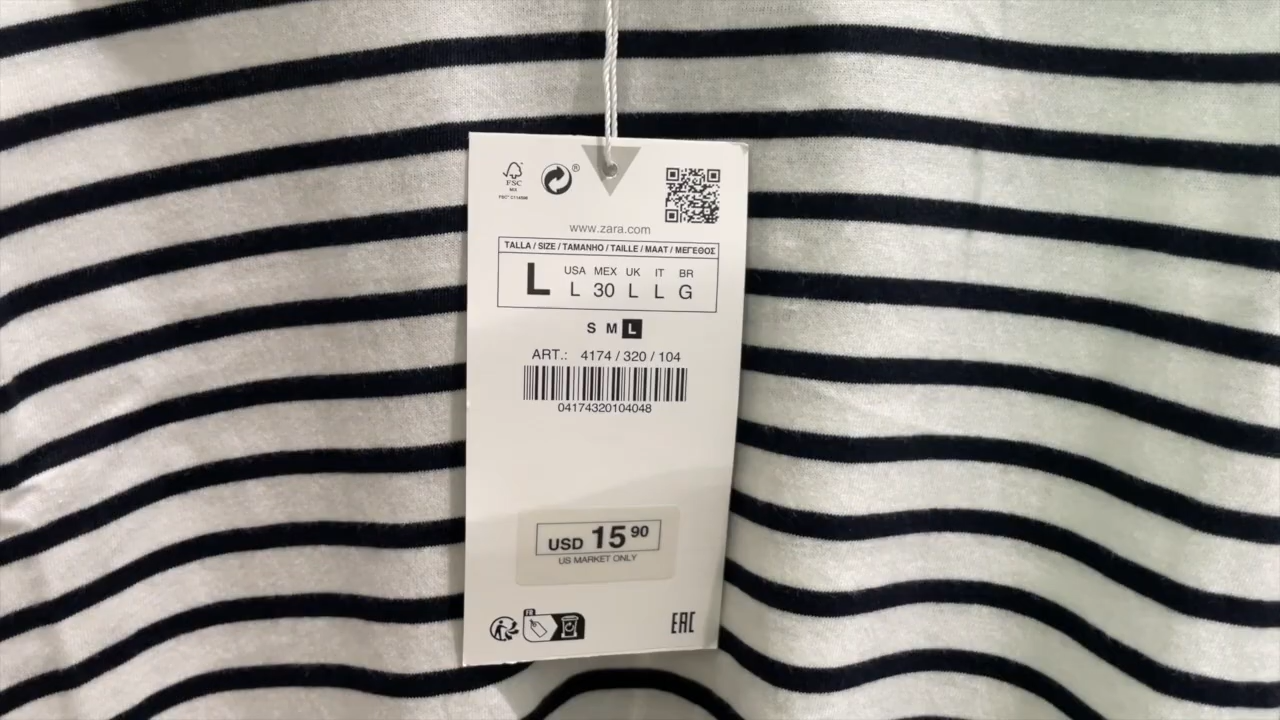 FSC
®
www.zara.com
TALLA / SIZE / TAMANHO / TAILLE / MAAT / ΜΕΓΕΘΟΣ
L USA MEX UK IT BR
L 30 L L G
S M L
ART.: 4174 / 320 / 104
04174320104048
USD 15 90
US MARKET ONLY
FR
EAC